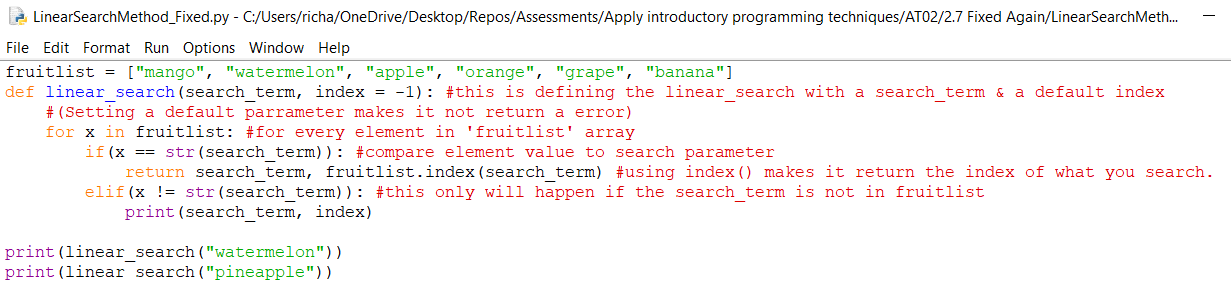 LinearSearchMethod_Fixed.py - C:/Users/richa/OneDrive/Desktop/Repos/Assessments/Apply introductory programming techniques/AT02/2.7 Fixed Again/LinearSearchMeth...
File Edit Format Run Options Window Help
fruitlist = ["mango", "watermelon", "apple", "orange", "grape", "banana"]
def linear_search(search_term, index = -1): #this is defining the linear_search with a search_term & a default index
    #(Setting a default parrameter makes it not return a error)
    for x in fruitlist: #for every element in 'fruitlist' array
        if(x == str(search_term)): #compare element value to search parameter
            return search_term, fruitlist.index(search_term) #using index() makes it return the index of what you search.
        elif(x != str(search_term)): #this only will happen if the search_term is not in fruitlist
            print(search_term, index)
print(linear_search("watermelon"))
print(linear_search("pineapple"))